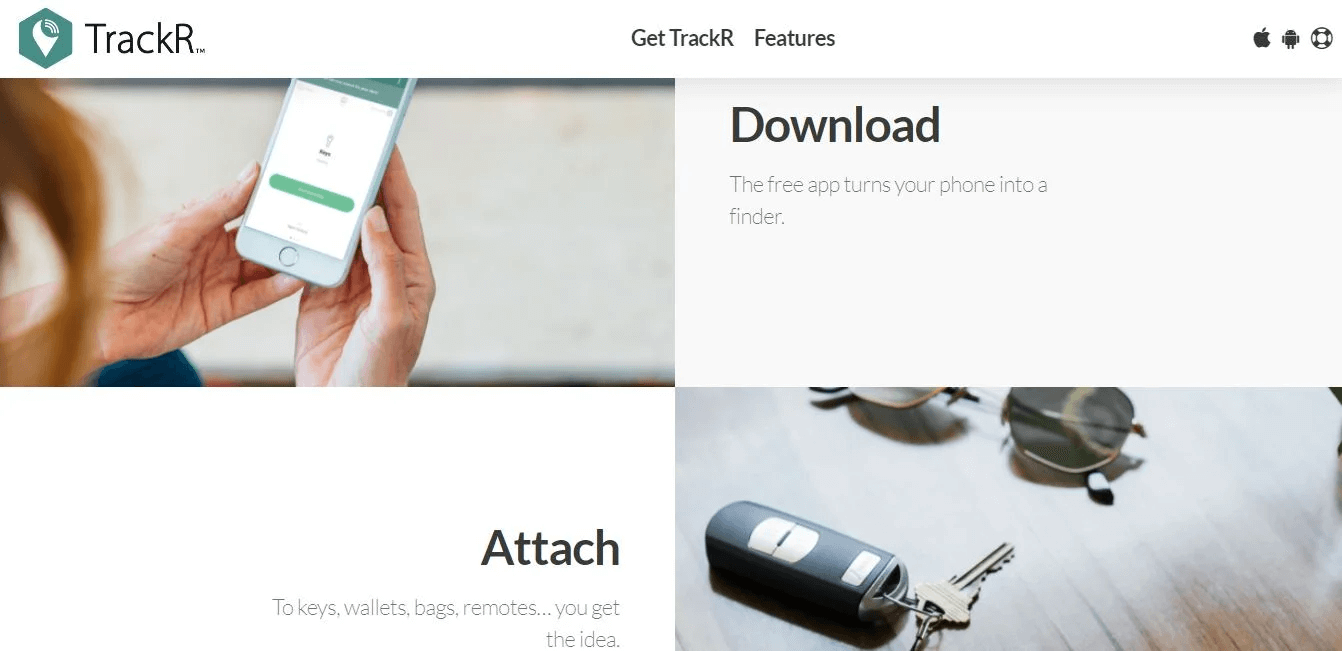 TrackR™
Get TrackR Features
Keys
Download
The free app turns your phone into a
finder.
Attach
To keys, wallets, bags, remotes... you get
the idea.